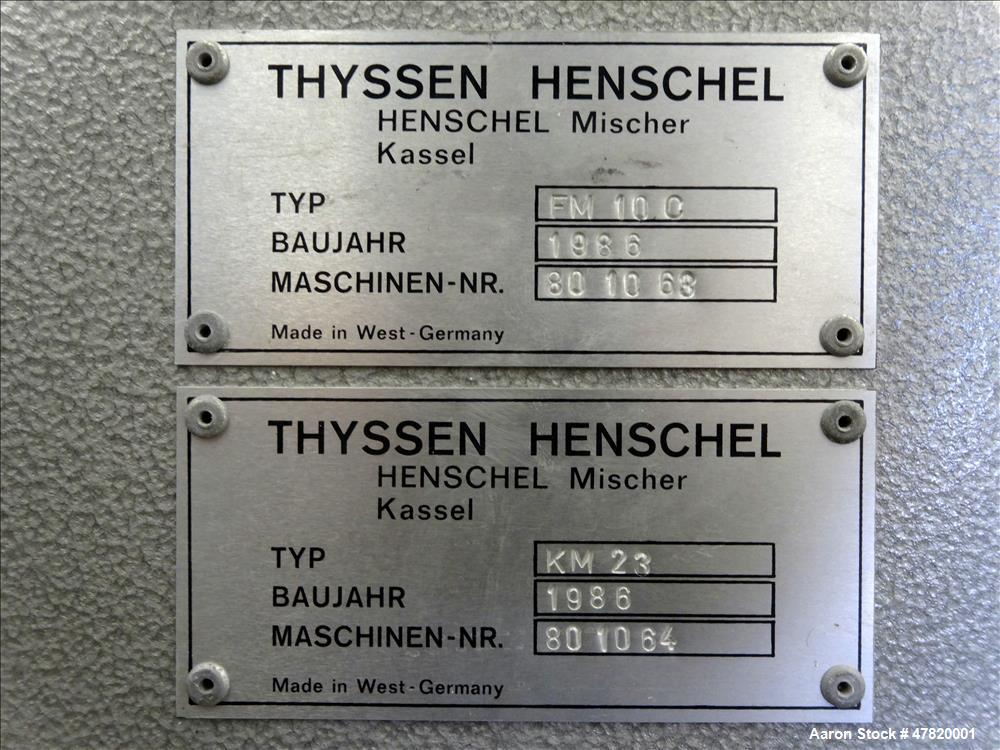 THYSSEN HENSCHEL
HENSCHEL Mischer
Kassel
TYP FM 10 C
BAUJAHR 1986
MASCHINEN-NR. 80 10 63
Made in West-Germany
THYSSEN HENSCHEL
HENSCHEL Mischer
Kassel
TYP KM 23
BAUJAHR 1986
MASCHINEN-NR. 80 10 64
Made in West-Germany
Aaron Stock # 47820001